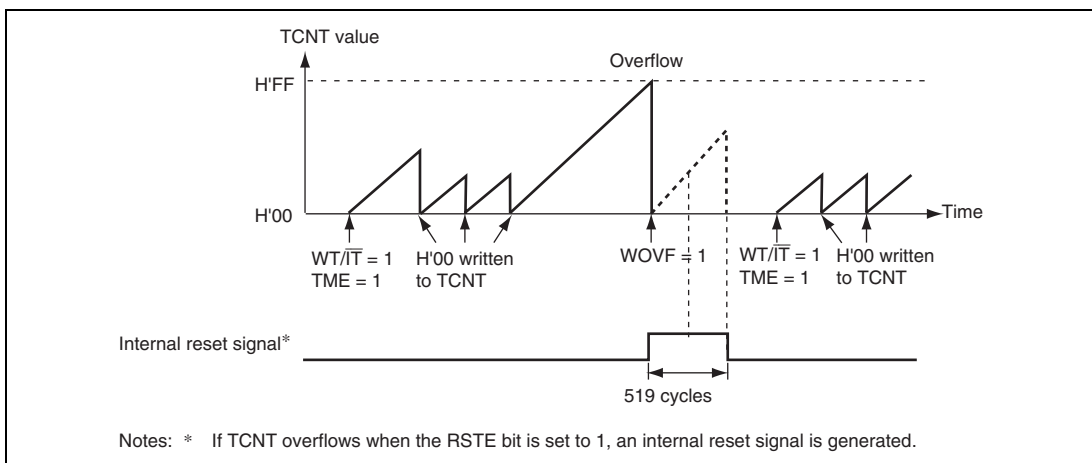 TCNT value
Overflow
H'FF
H'00
Time
WT/I̅T̅ = 1
TME = 1
H'00 written
to TCNT
WOVF = 1
WT/I̅T̅ = 1
TME = 1
H'00 written
to TCNT
Internal reset signal*
519 cycles
Notes: * If TCNT overflows when the RSTE bit is set to 1, an internal reset signal is generated.